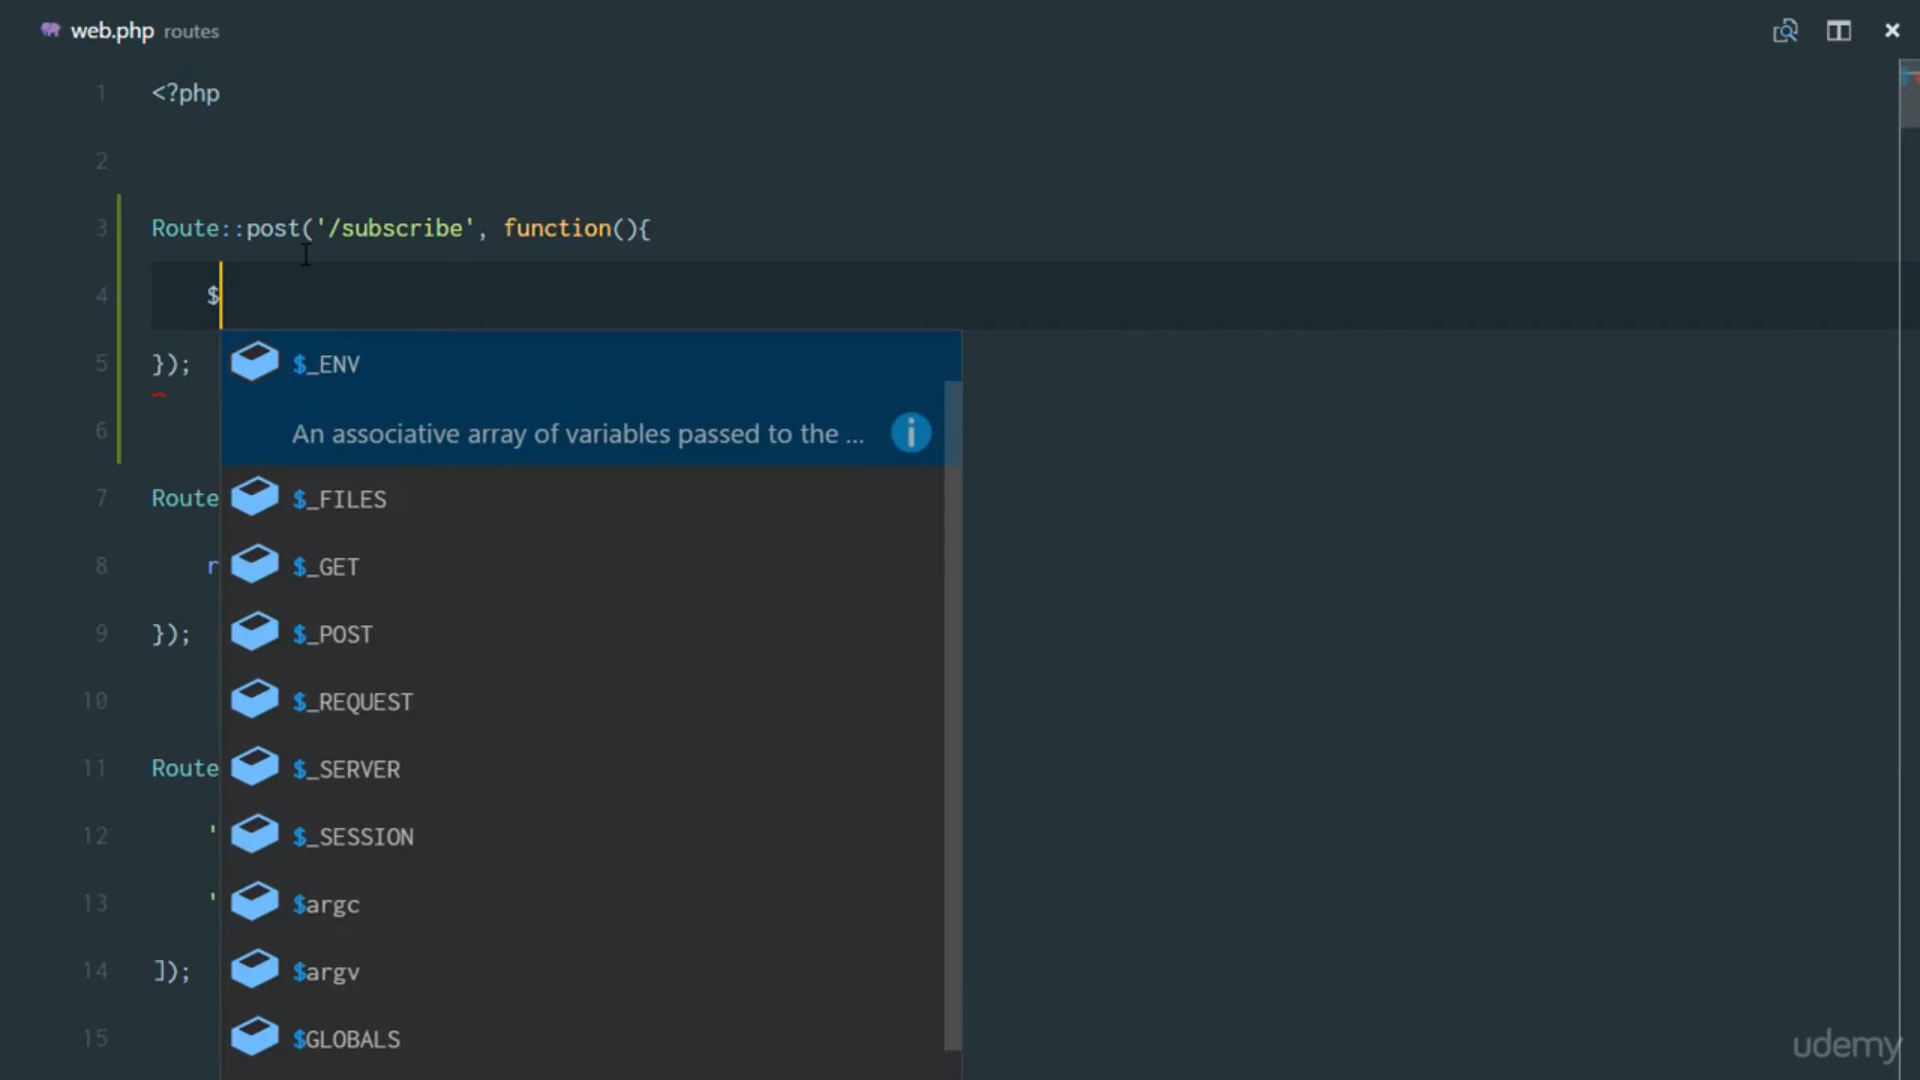 web.php routes
1 <?php
2
3 Route::post('/subscribe', function(){
4 $
5 });
$_ENV
6
An associative array of variables passed to the ...
7 Route
$_FILES
8 r
$_GET
9 });
$_POST
10
$_REQUEST
11 Route
$_SERVER
12 '
$_SESSION
13 '
$argc
14 ]);
$argv
15
$GLOBALS
udemy